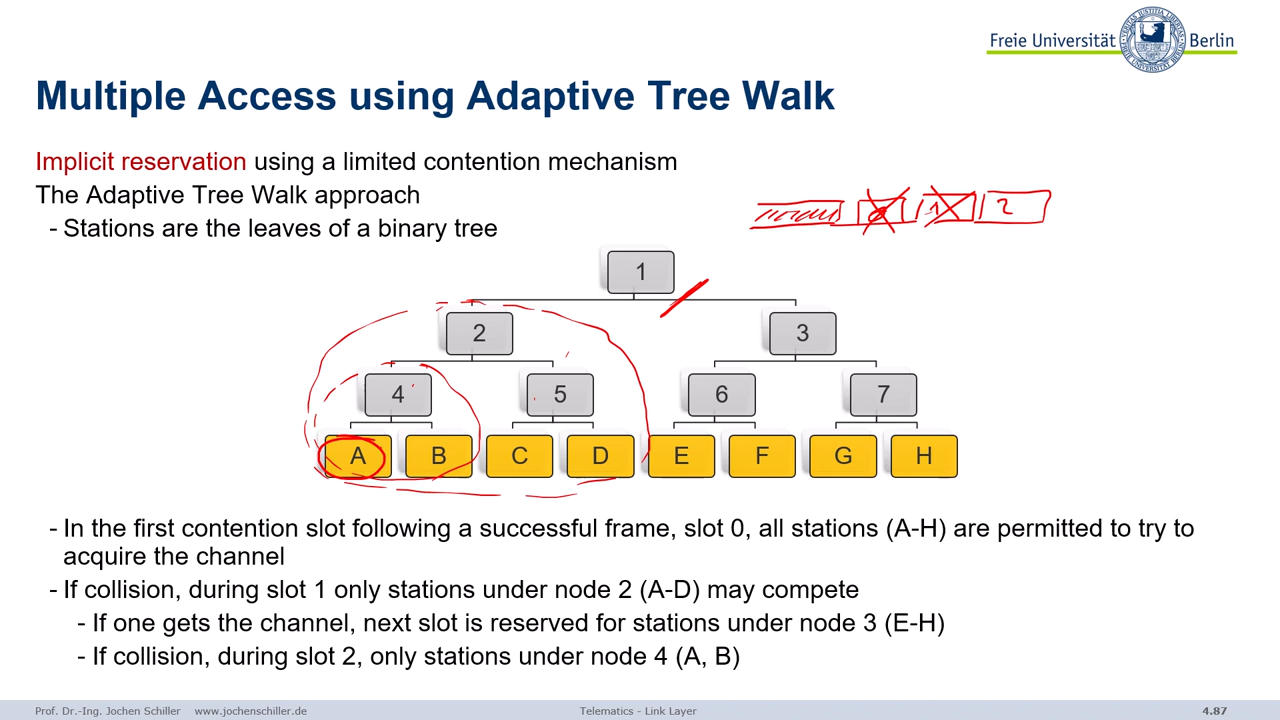 Freie Universität Berlin
Multiple Access using Adaptive Tree Walk
Implicit reservation using a limited contention mechanism
The Adaptive Tree Walk approach
- Stations are the leaves of a binary tree
0 1 2
1
2 3
4 5 6 7
A B C D E F G H
- In the first contention slot following a successful frame, slot 0, all stations (A-H) are permitted to try to
acquire the channel
- If collision, during slot 1 only stations under node 2 (A-D) may compete
- If one gets the channel, next slot is reserved for stations under node 3 (E-H)
- If collision, during slot 2, only stations under node 4 (A, B)
Prof. Dr.-Ing. Jochen Schiller www.jochenschiller.de Telematics - Link Layer 4.87